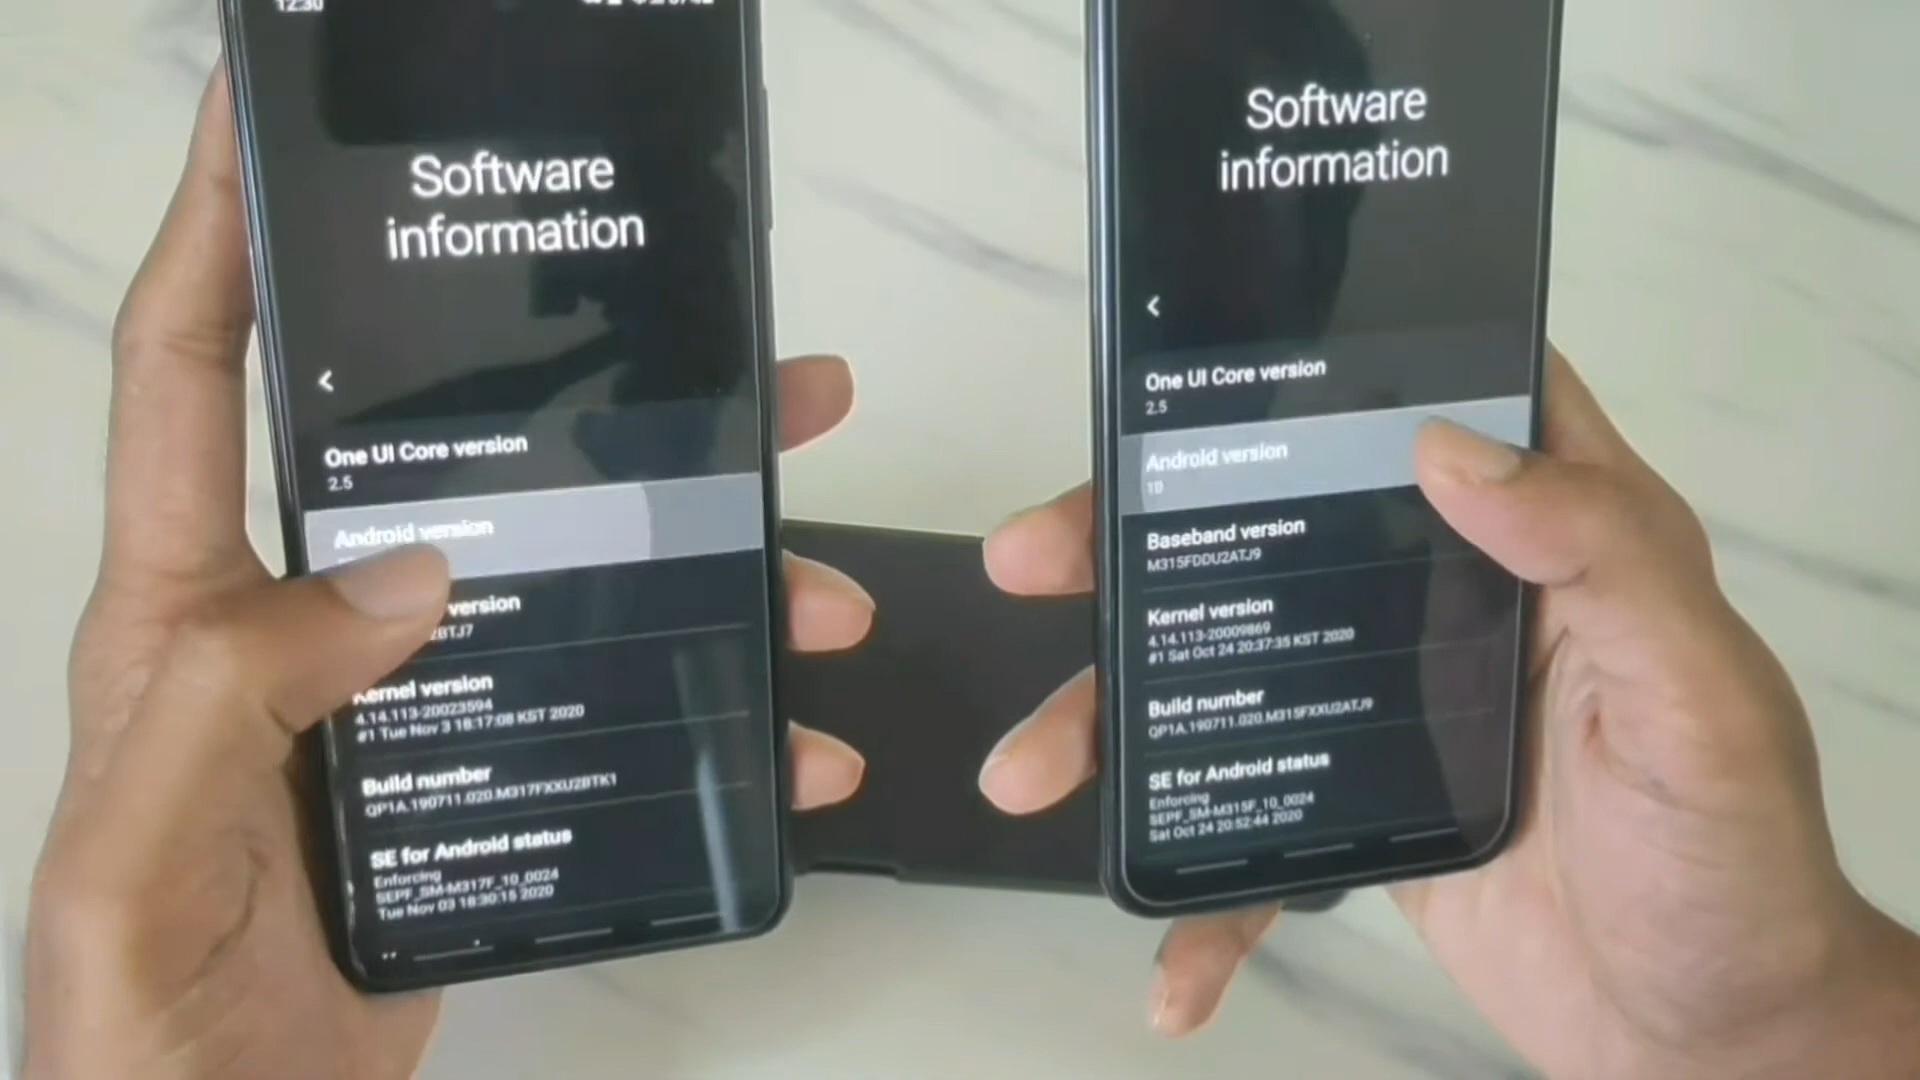 12:30
Software
information
One UI Core version
2.5
Android version
version
2BTJ7
Kernel version
4.14.113-20023594
#1 Tue Nov 3 18:17:08 KST 2020
Build number
QP1A.190711.020.M317FXXU2BTK1
SE for Android status
Enforcing
SEPF_SM-M317F_10_0024
Tue Nov 03 18:30:15 2020
Software
information
One UI Core version
2.5
Android version
10
Baseband version
M315FDDU2ATJ9
Kernel version
4.14.113-20009869
#1 Sat Oct 24 20:37:35 KST 2020
Build number
QP1A.190711.020.M315FXXU2ATJ9
SE for Android status
Enforcing
SEPF_SM-M315F_10_0024
Sat Oct 24 20:52:44 2020